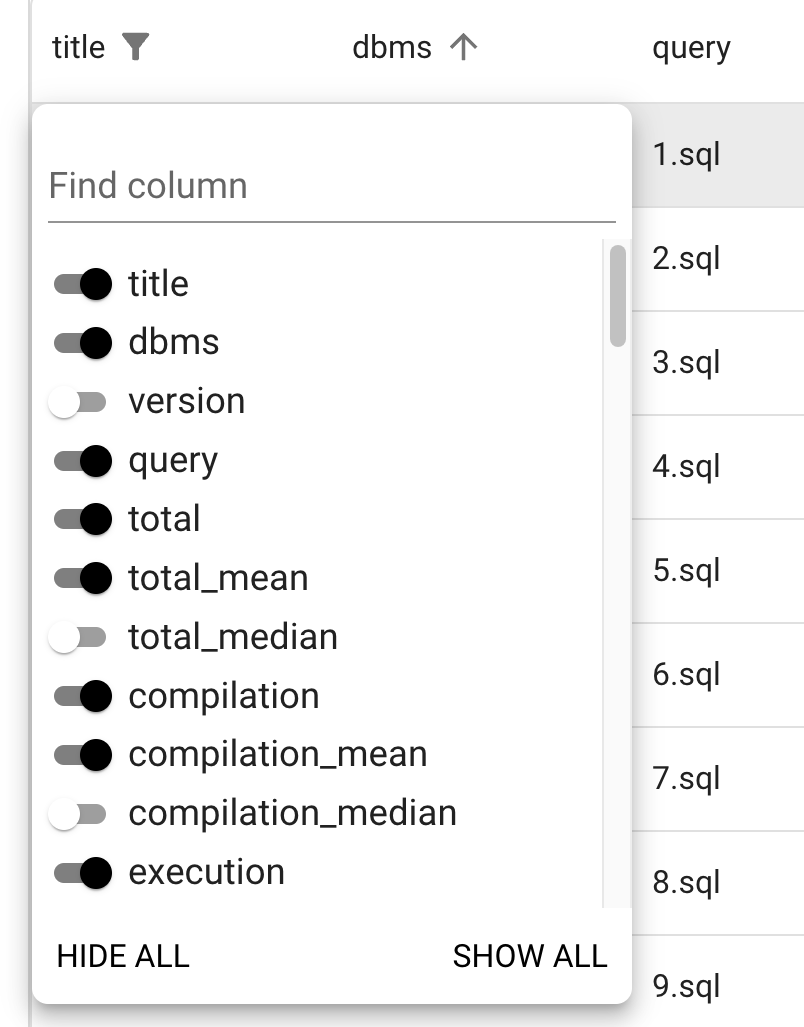 title dbms query
Find column
title
dbms
version
query
total
total_mean
total_median
compilation
compilation_mean
compilation_median
execution
HIDE ALL SHOW ALL
1.sql
2.sql
3.sql
4.sql
5.sql
6.sql
7.sql
8.sql
9.sql